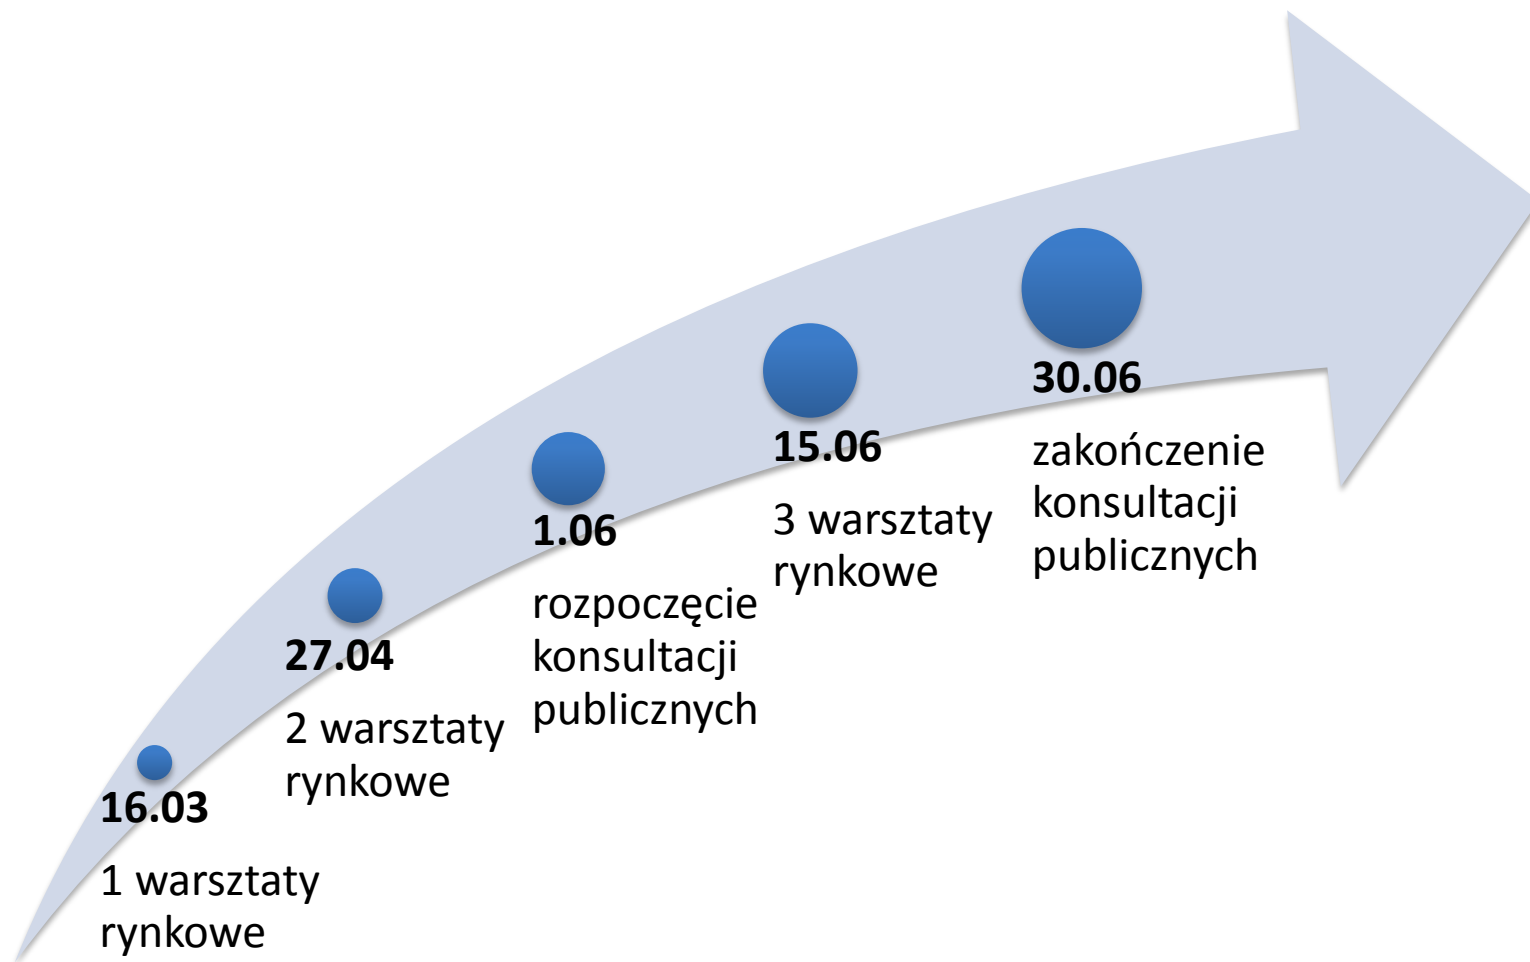 16.03
1 warsztaty
rynkowe
27.04
2 warsztaty
rynkowe
1.06
rozpoczęcie
konsultacji
publicznych
15.06
3 warsztaty
rynkowe
30.06
zakończenie
konsultacji
publicznych